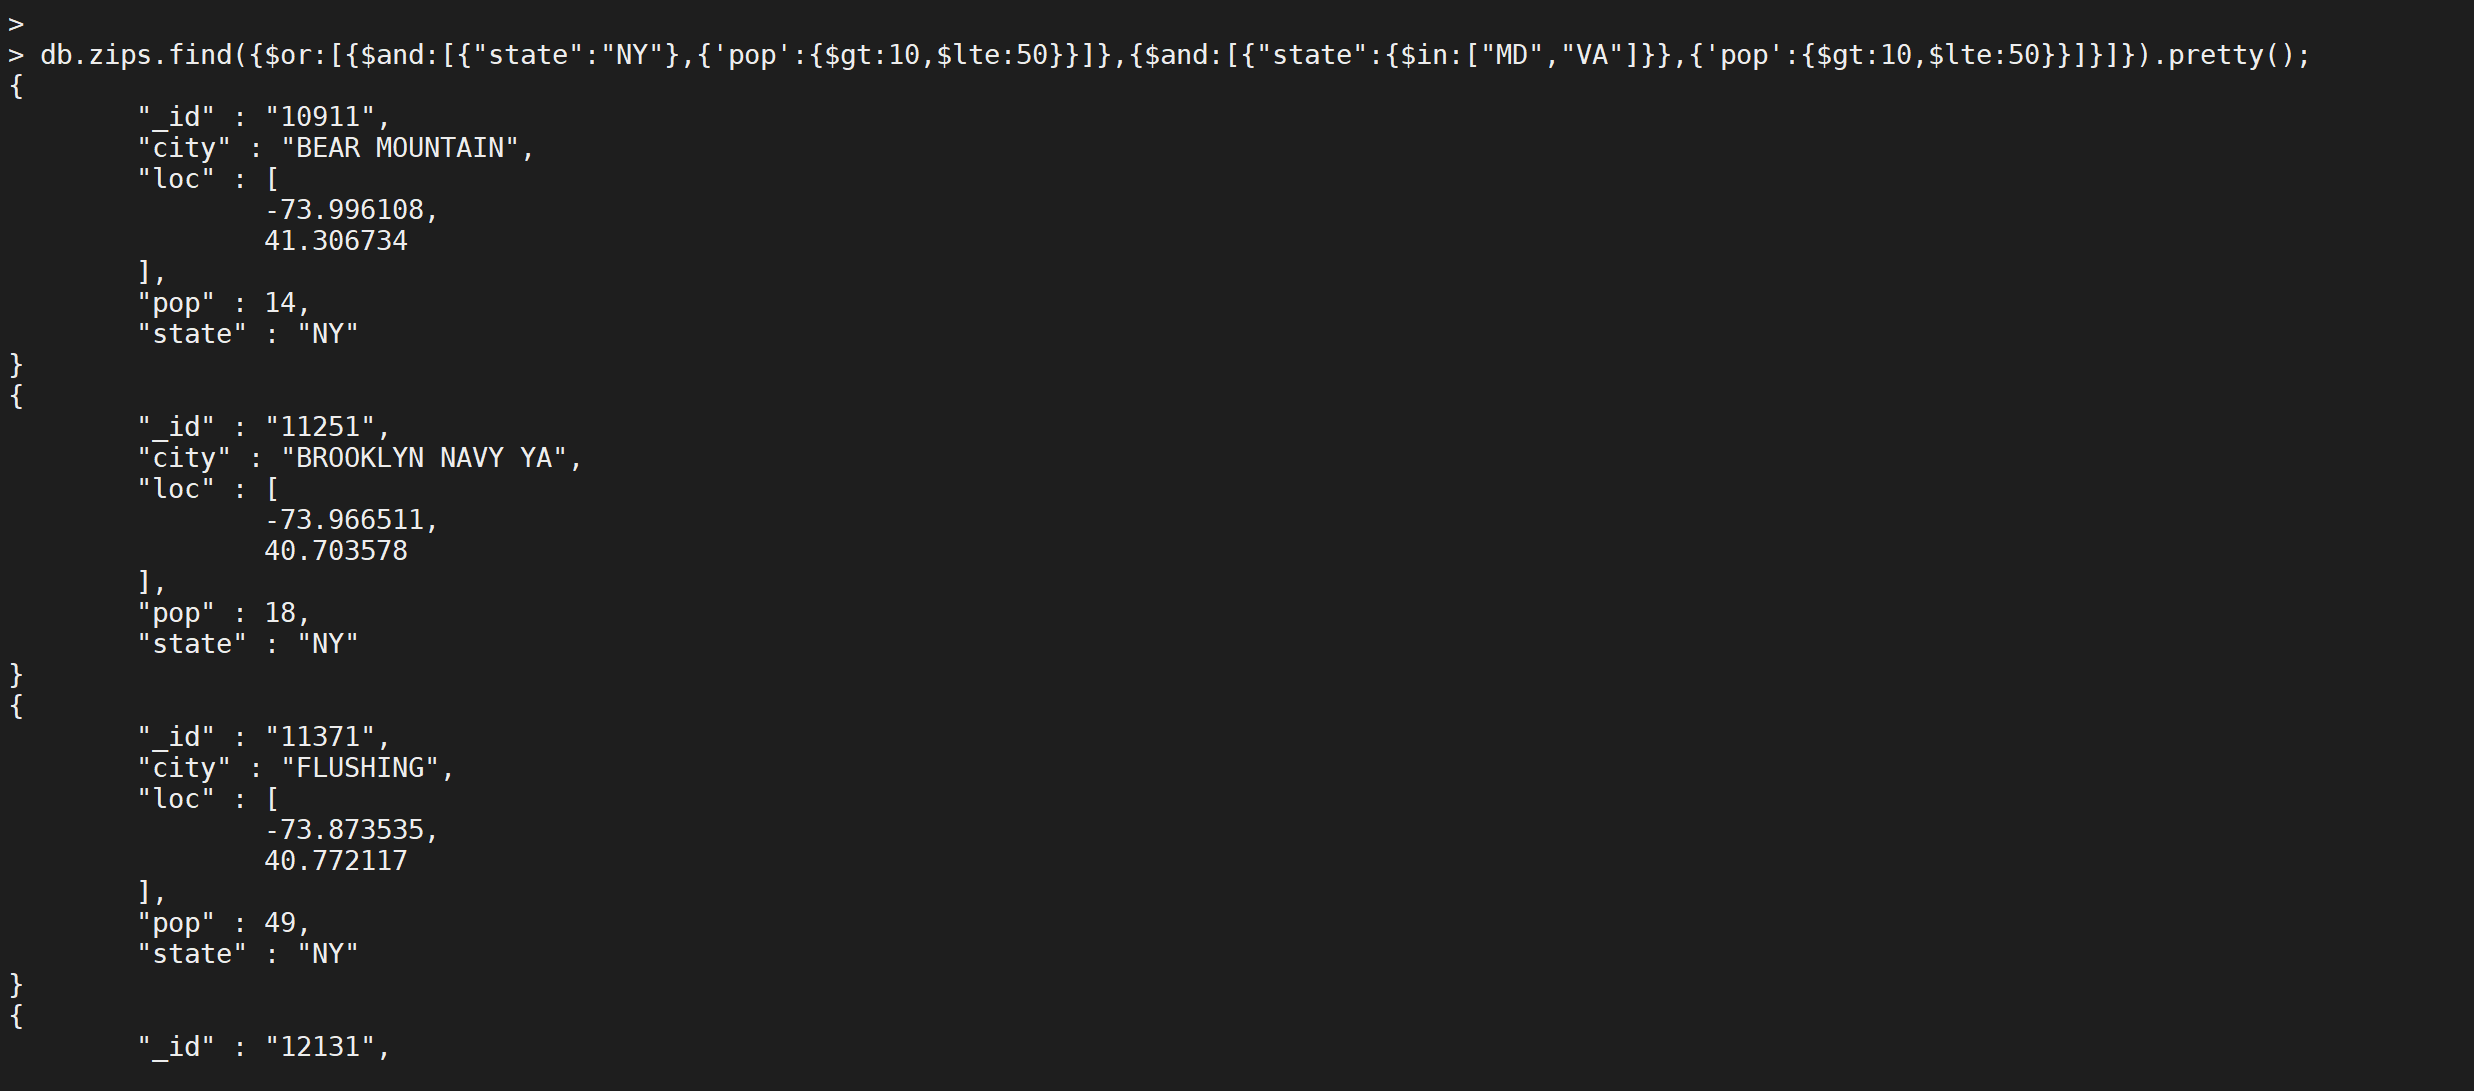 >
> db.zips.find({$or:[{$and:[{"state":"NY"},{'pop':{$gt:10,$lte:50}}]},{$and:[{"state":{$in:["MD","VA"]}},{'pop':{$gt:10,$lte:50}}]}]}).pretty();
{
        "_id" : "10911",
        "city" : "BEAR MOUNTAIN",
        "loc" : [
                -73.996108,
                41.306734
        ],
        "pop" : 14,
        "state" : "NY"
}
{
        "_id" : "11251",
        "city" : "BROOKLYN NAVY YA",
        "loc" : [
                -73.966511,
                40.703578
        ],
        "pop" : 18,
        "state" : "NY"
}
{
        "_id" : "11371",
        "city" : "FLUSHING",
        "loc" : [
                -73.873535,
                40.772117
        ],
        "pop" : 49,
        "state" : "NY"
}
{
        "_id" : "12131",